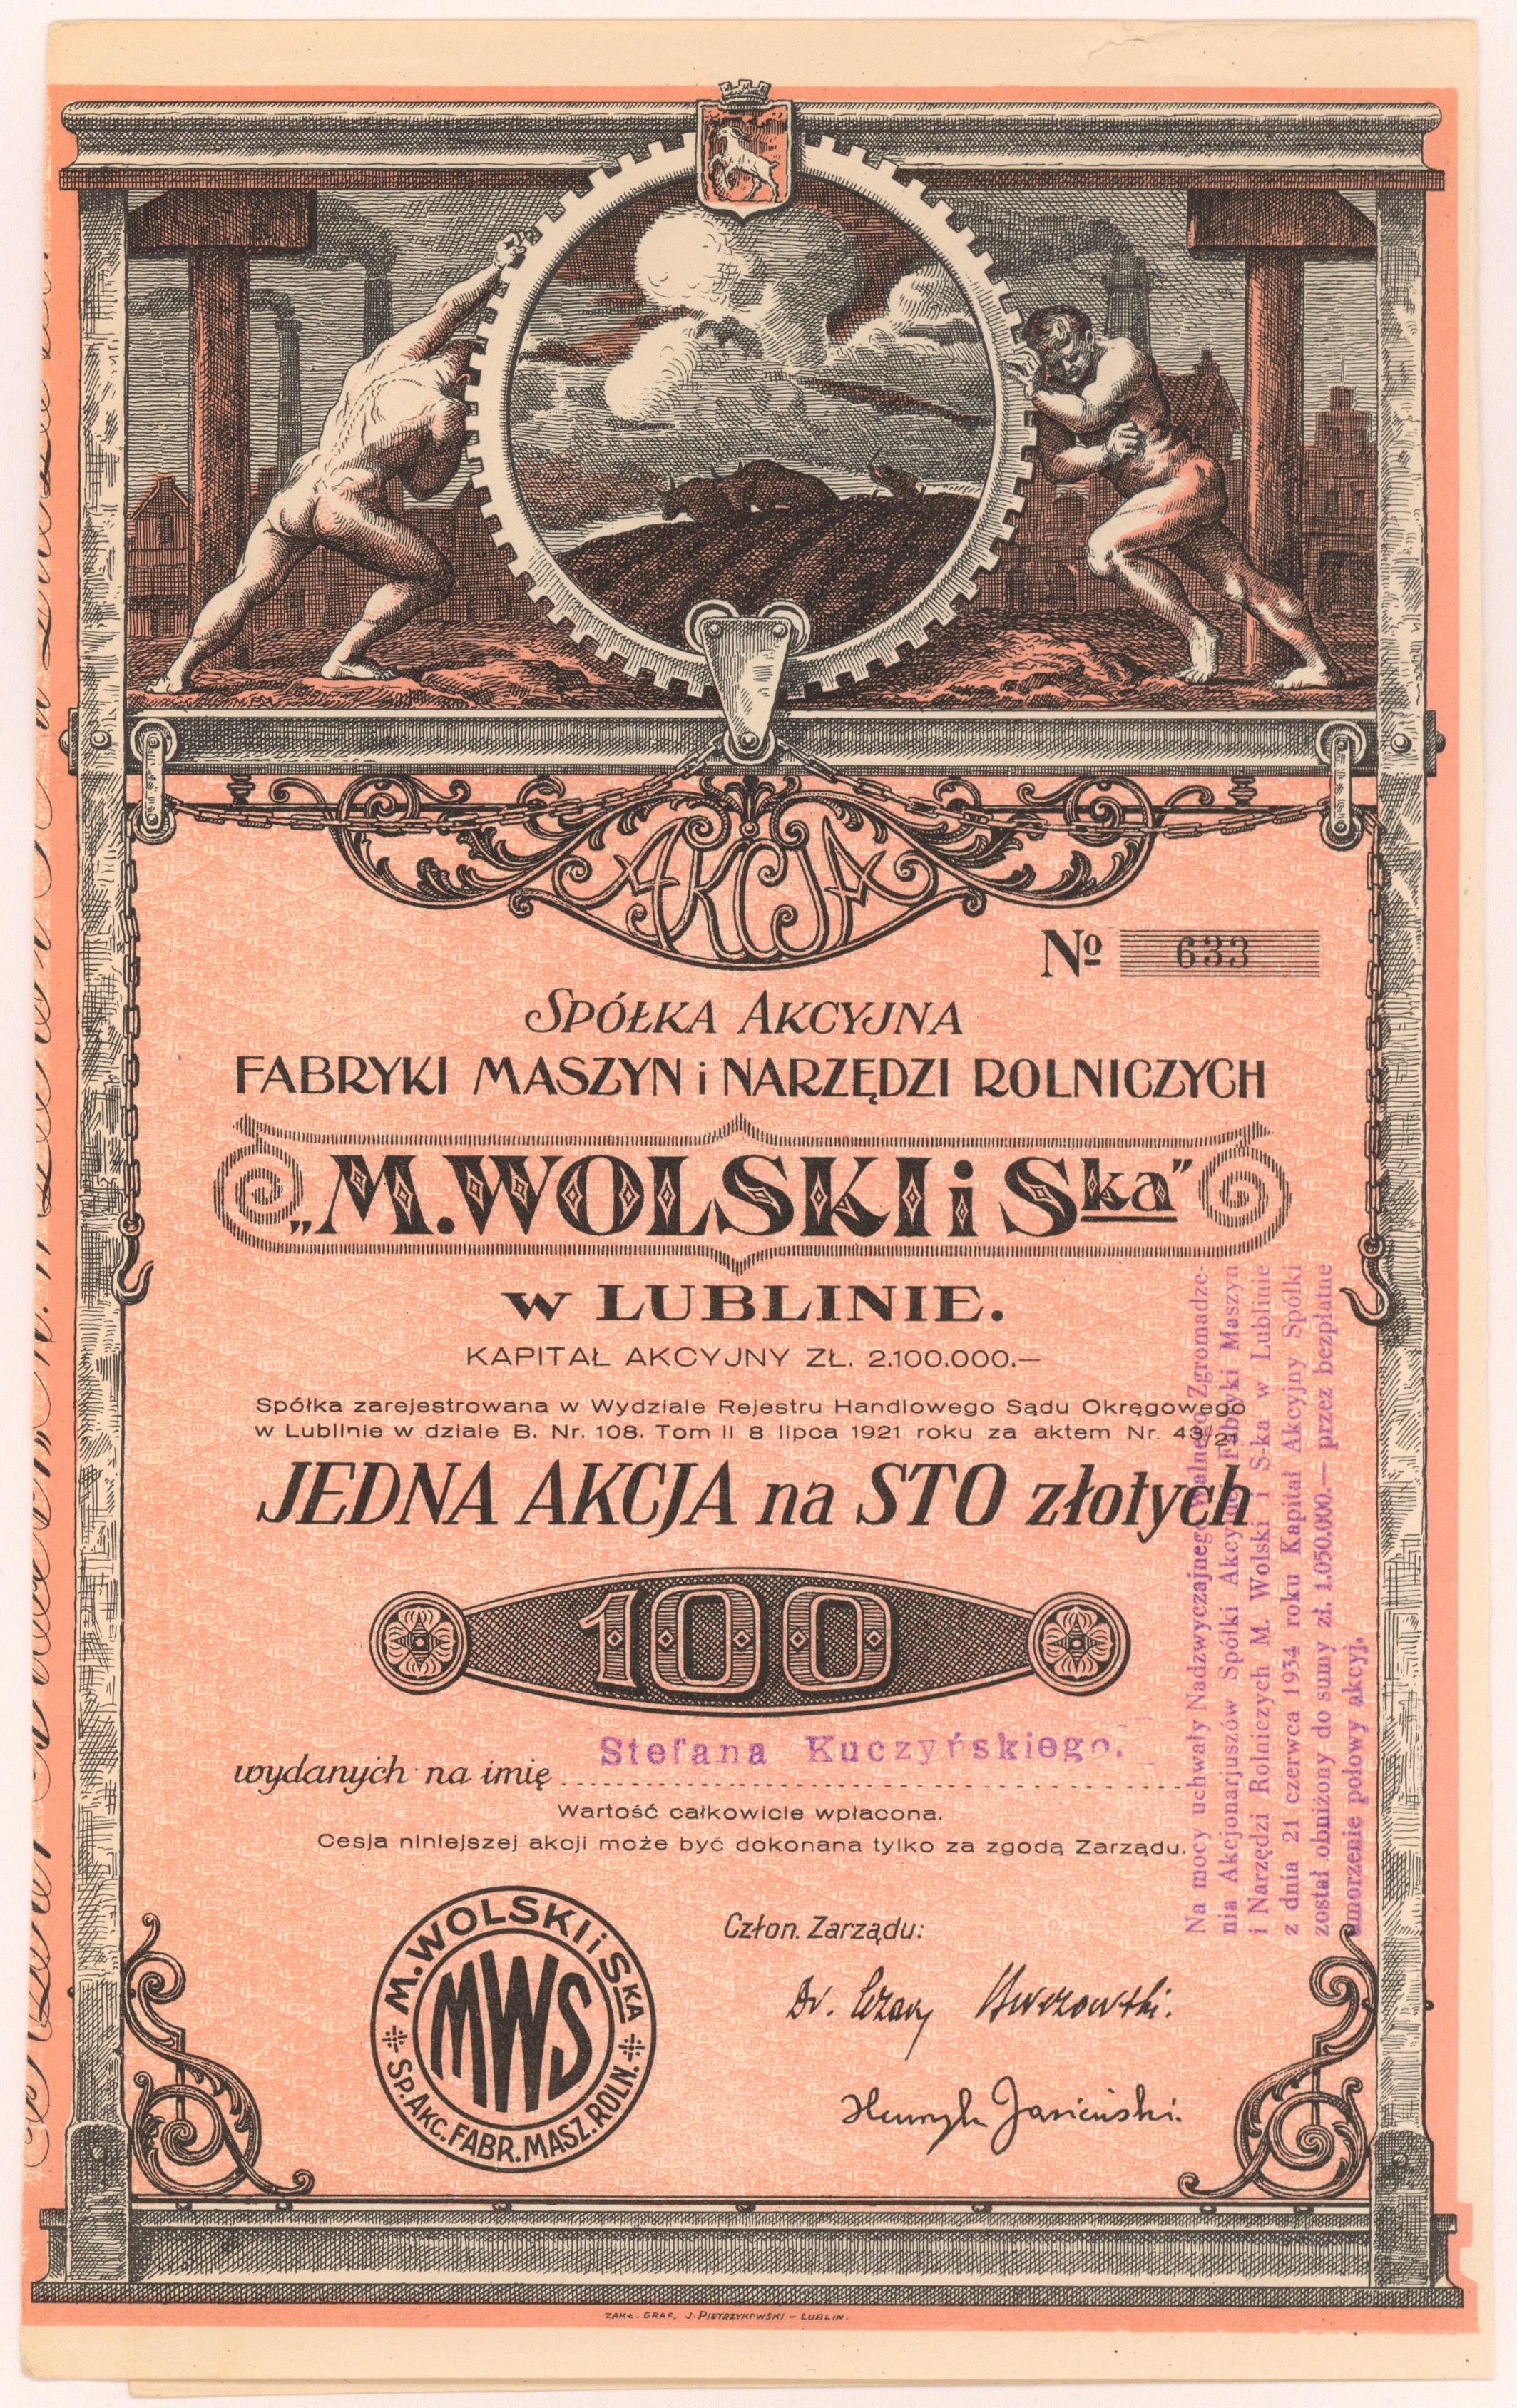 AKCJA
No 633
SPÓŁKA AKCYJNA
FABRYKI MASZYN i NARZĘDZI ROLNICZYCH
„M. WOLSKI i Ska”
w LUBLINIE.
KAPITAŁ AKCYJNY ZŁ. 2.100.000.—
Spółka zarejestrowana w Wydziale Rejestru Handlowego Sądu Okręgowego
w Lublinie w dziale B. Nr. 108. Tom II 8 lipca 1921 roku za aktem Nr. 43/21
JEDNA AKCJA na STO złotych
100
wydanych na imię Stefana Kuczyńskiego.
Wartość całkowicie wpłacona.
Cesja niniejszej akcji może być dokonana tylko za zgodą Zarządu.
Człon. Zarządu:
Dr. Cezary
Henryk Jasieński.
M. WOLSKI i SKA
MWS
SP. AKC. FABR. MASZ. ROLN.
Na mocy uchwały Nadzwyczajnego Walnego Zgromadze-
nia Akcjonarjuszów Spółki Akcyjnej Fabryki Maszyn
i Narzędzi Rolniczych M. Wolski i S-ka w Lublinie
z dnia 21 czerwca 1934 roku Kapitał Akcyjny Spółki
został obniżony do sumy zł. 1.050.000.— przez bezpłatne
umorzenie połowy akcyj.
ZAKŁ. GRAF. J. PIETRZYKOWSKI – LUBLIN.